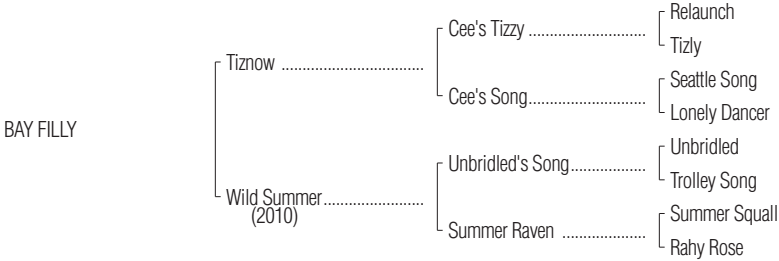 Relaunch
Cee's Tizzy ................................
Tizly
Tiznow .......................................
Seattle Song
Cee's Song................................
Lonely Dancer
BAY FILLY
Unbridled
Unbridled's Song.....................
Trolley Song
Wild Summer...........................
(2010)
Summer Squall
Summer Raven .......................
Rahy Rose